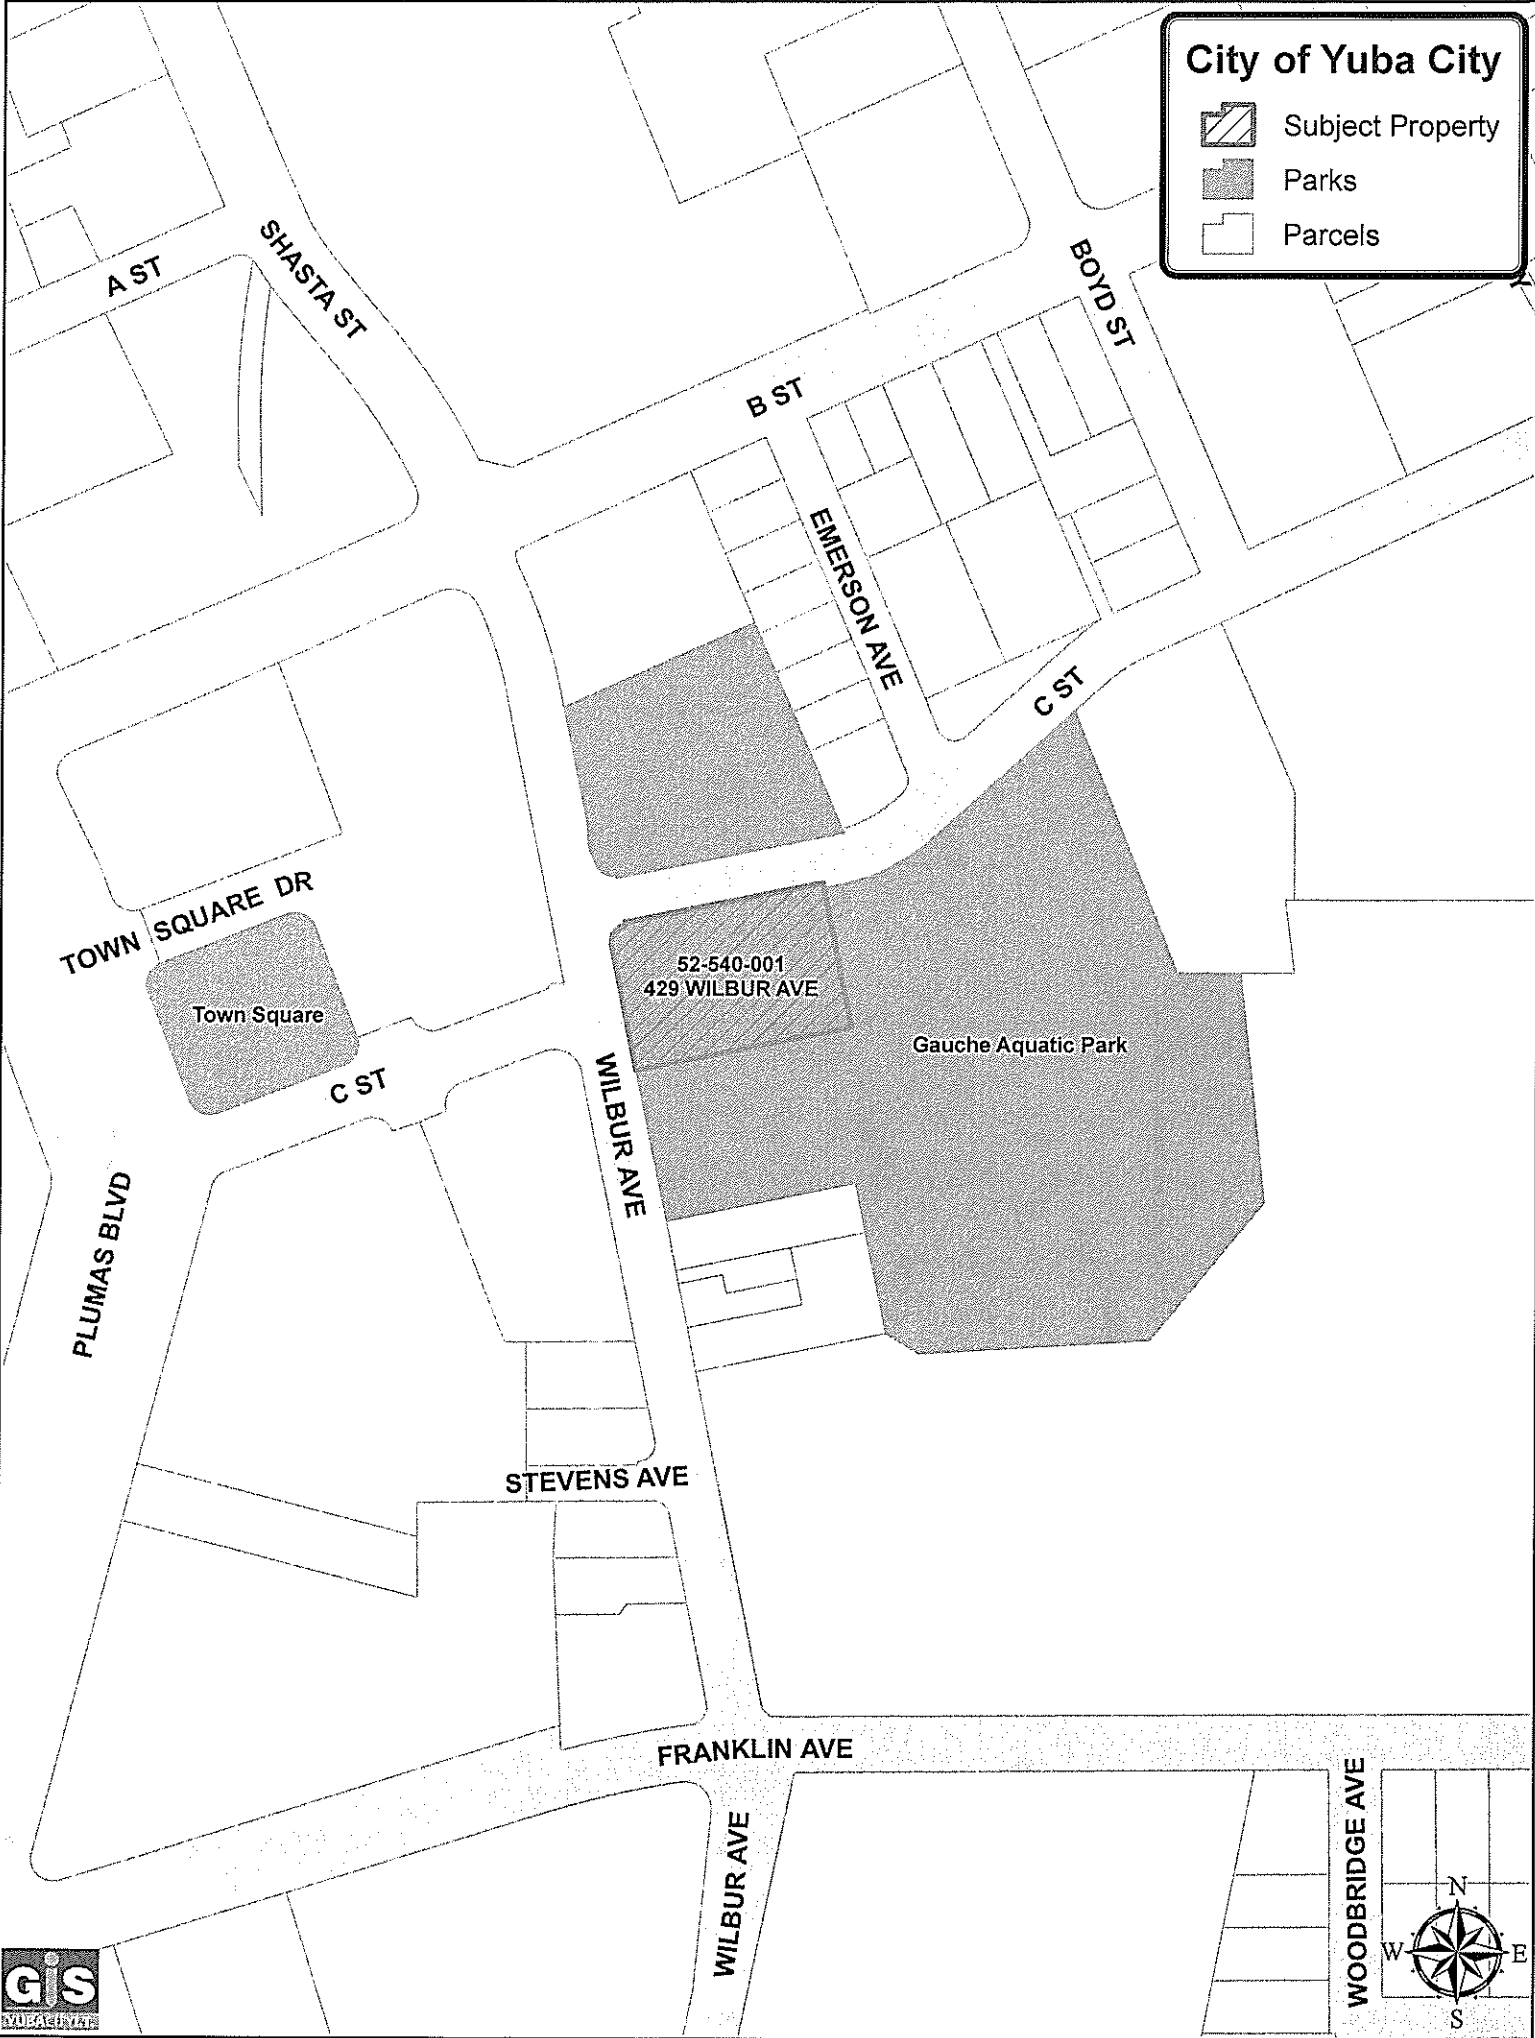 City of Yuba City
Subject Property
Parks
Parcels
A ST
SHASTA ST
BOYD ST
B ST
EMERSON AVE
C ST
TOWN SQUARE DR
52-540-001
429 WILBUR AVE
Town Square
Gauche Aquatic Park
C ST
WILBUR AVE
PLUMAS BLVD
STEVENS AVE
FRANKLIN AVE
WILBUR AVE
WOODBRIDGE AVE
N
W
E
S
GIS